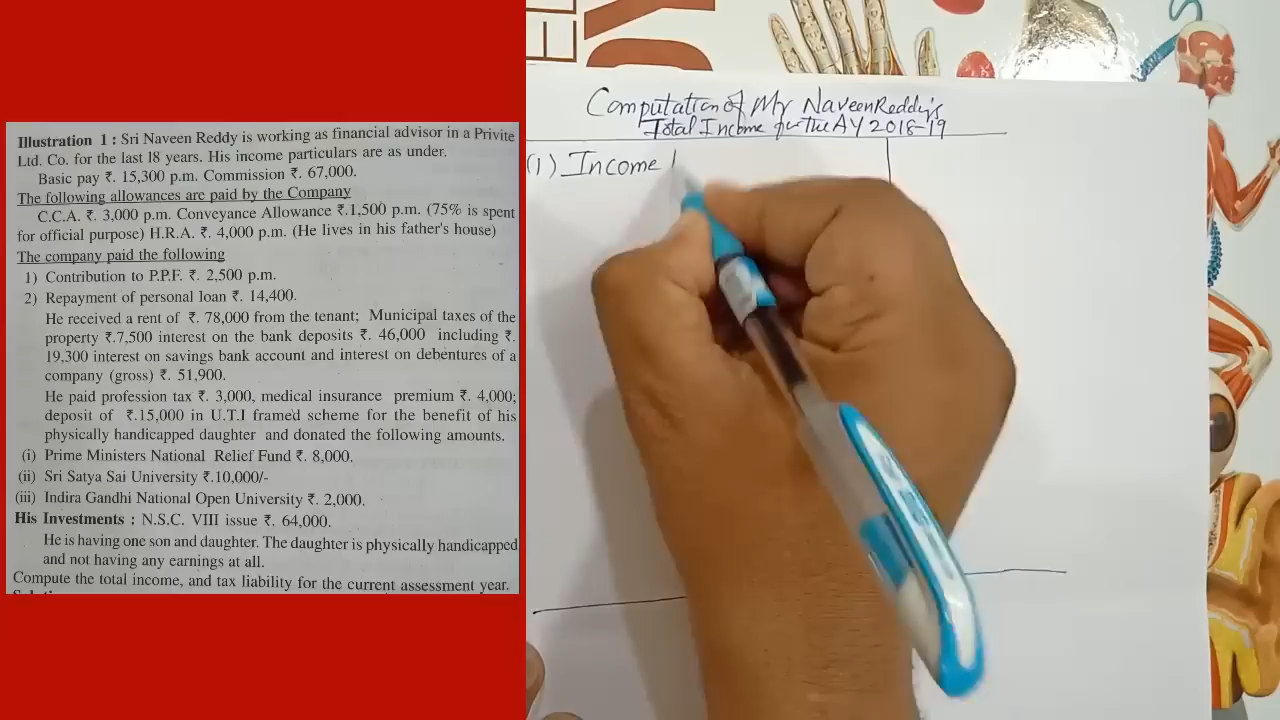 Illustration 1 : Sri Naveen Reddy is working as financial advisor in a Privite
Ltd. Co. for the last 18 years. His income particulars are as under.
Basic pay ₹. 15,300 p.m. Commission ₹. 67,000.
The following allowances are paid by the Company
C.C.A. ₹. 3,000 p.m. Conveyance Allowance ₹.1,500 p.m. (75% is spent
for official purpose) H.R.A. ₹. 4,000 p.m. (He lives in his father's house)
The company paid the following
1) Contribution to P.P.F. ₹. 2,500 p.m.
2) Repayment of personal loan ₹. 14,400.
He received a rent of ₹. 78,000 from the tenant; Municipal taxes of the
property ₹.7,500 interest on the bank deposits ₹. 46,000 including ₹.
19,300 interest on savings bank account and interest on debentures of a
company (gross) ₹. 51,900.
He paid profession tax ₹. 3,000, medical insurance premium ₹. 4,000;
deposit of ₹.15,000 in U.T.I framed scheme for the benefit of his
physically handicapped daughter and donated the following amounts.
(i) Prime Ministers National Relief Fund ₹. 8,000.
(ii) Sri Satya Sai University ₹.10,000/-
(iii) Indira Gandhi National Open University ₹. 2,000.
His Investments : N.S.C. VIII issue ₹. 64,000.
He is having one son and daughter. The daughter is physically handicapped
and not having any earnings at all.
Compute the total income, and tax liability for the current assessment year.
Computation of Mr Naveen Reddy's
Total Income for the AY 2018-19
(1) Income